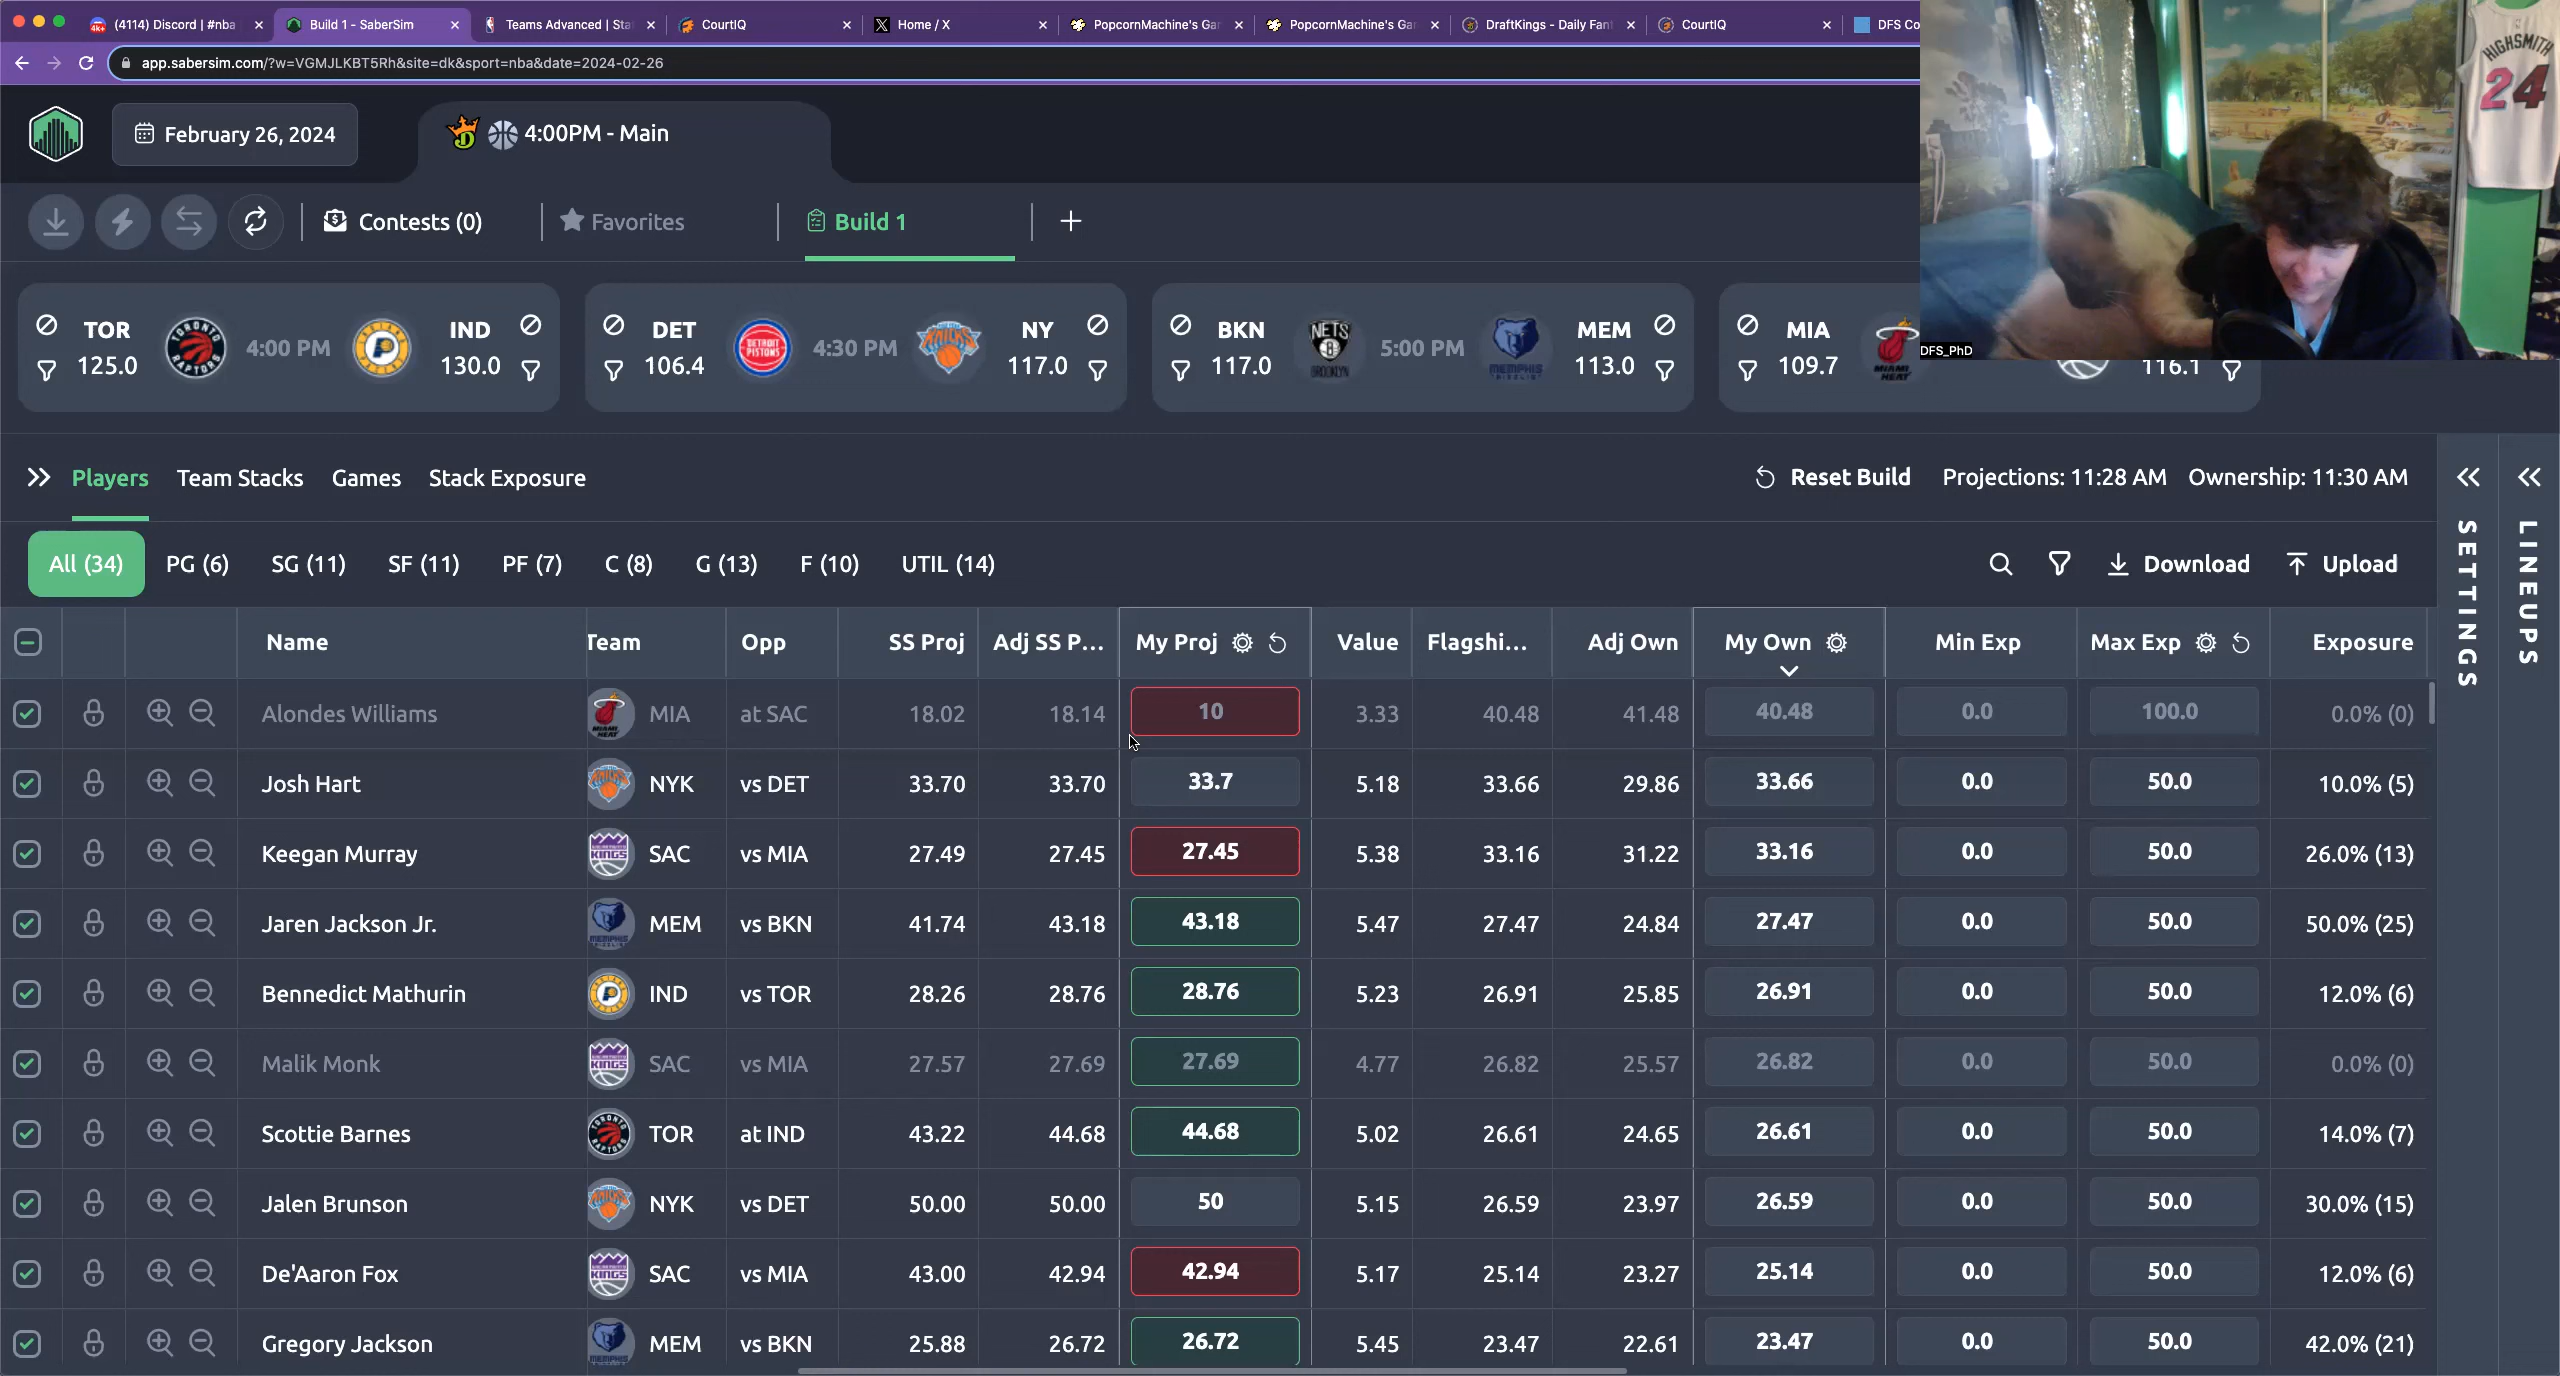 (4114) Discord | #nba
Build 1 - SaberSim
Teams Advanced | Sta
CourtIQ
Home / X
PopcornMachine's Ga
PopcornMachine's Ga
DraftKings - Daily Fant
CourtIQ
DFS Co
app.sabersim.com/?w=VGMJLKBT5Rh&site=dk&sport=nba&date=2024-02-26
HIGHSMITH
24
February 26, 2024
4:00PM - Main
Contests (0)
Favorites
Build 1
TOR 125.0 4:00 PM IND 130.0
DET 106.4 4:30 PM NY 117.0
BKN 117.0 5:00 PM MEM 113.0
MIA 109.7 116.1
DFS_PhD
Players Team Stacks Games Stack Exposure
Reset Build Projections: 11:28 AM Ownership: 11:30 AM
SETTINGS
LINEUPS
All (34) PG (6) SG (11) SF (11) PF (7) C (8) G (13) F (10) UTIL (14)
Download Upload
Name Team Opp SS Proj Adj SS P... My Proj Value Flagshi... Adj Own My Own Min Exp Max Exp Exposure
Alondes Williams MIA at SAC 18.02 18.14 10 3.33 40.48 41.48 40.48 0.0 100.0 0.0% (0)
Josh Hart NYK vs DET 33.70 33.70 33.7 5.18 33.66 29.86 33.66 0.0 50.0 10.0% (5)
Keegan Murray SAC vs MIA 27.49 27.45 27.45 5.38 33.16 31.22 33.16 0.0 50.0 26.0% (13)
Jaren Jackson Jr. MEM vs BKN 41.74 43.18 43.18 5.47 27.47 24.84 27.47 0.0 50.0 50.0% (25)
Bennedict Mathurin IND vs TOR 28.26 28.76 28.76 5.23 26.91 25.85 26.91 0.0 50.0 12.0% (6)
Malik Monk SAC vs MIA 27.57 27.69 27.69 4.77 26.82 25.57 26.82 0.0 50.0 0.0% (0)
Scottie Barnes TOR at IND 43.22 44.68 44.68 5.02 26.61 24.65 26.61 0.0 50.0 14.0% (7)
Jalen Brunson NYK vs DET 50.00 50.00 50 5.15 26.59 23.97 26.59 0.0 50.0 30.0% (15)
De'Aaron Fox SAC vs MIA 43.00 42.94 42.94 5.17 25.14 23.27 25.14 0.0 50.0 12.0% (6)
Gregory Jackson MEM vs BKN 25.88 26.72 26.72 5.45 23.47 22.61 23.47 0.0 50.0 42.0% (21)